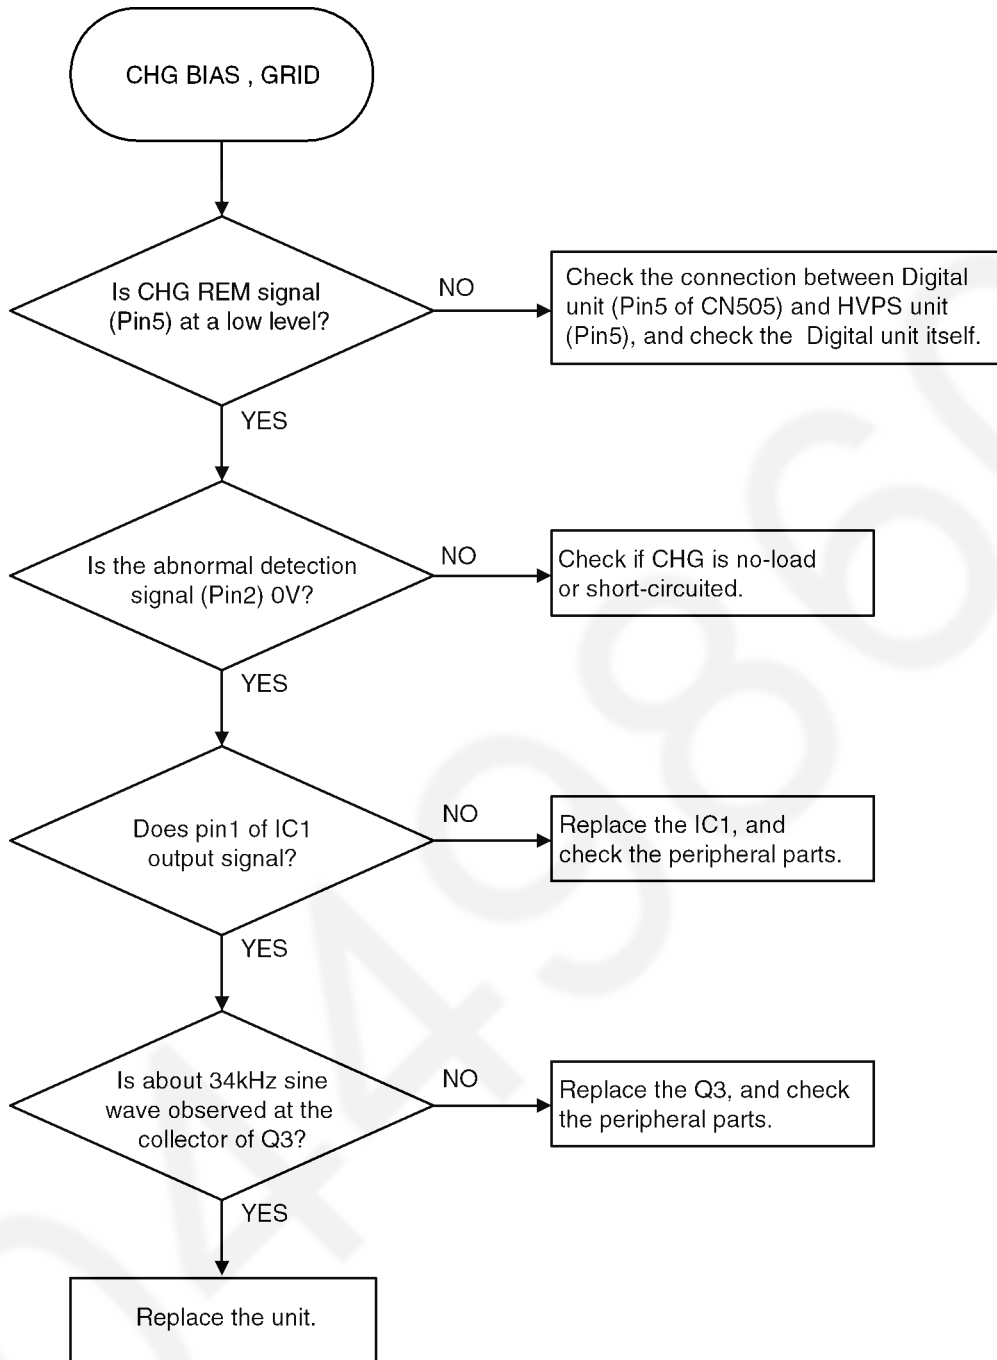 CHG BIAS , GRID
Is CHG REM signal
(Pin5) at a low level?
NO
Check the connection between Digital
unit (Pin5 of CN505) and HVPS unit
(Pin5), and check the  Digital unit itself.
YES
Is the abnormal detection
signal (Pin2) 0V?
NO
Check if CHG is no-load
or short-circuited.
YES
Does pin1 of IC1
output signal?
NO
Replace the IC1, and
check the peripheral parts.
YES
Is about 34kHz sine
wave observed at the
collector of Q3?
NO
Replace the Q3, and check
the peripheral parts.
YES
Replace the unit.